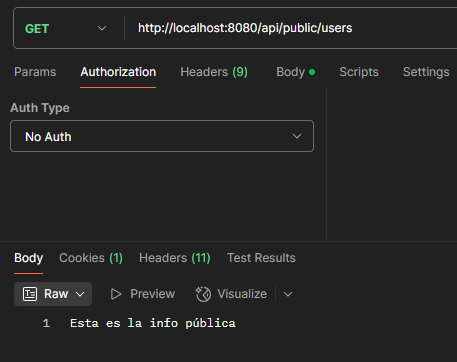 GET http://localhost:8080/api/public/users
Params Authorization Headers (9) Body Scripts Settings
Auth Type
No Auth
Body Cookies (1) Headers (11) Test Results
Raw Preview Visualize
1 Esta es la info pública